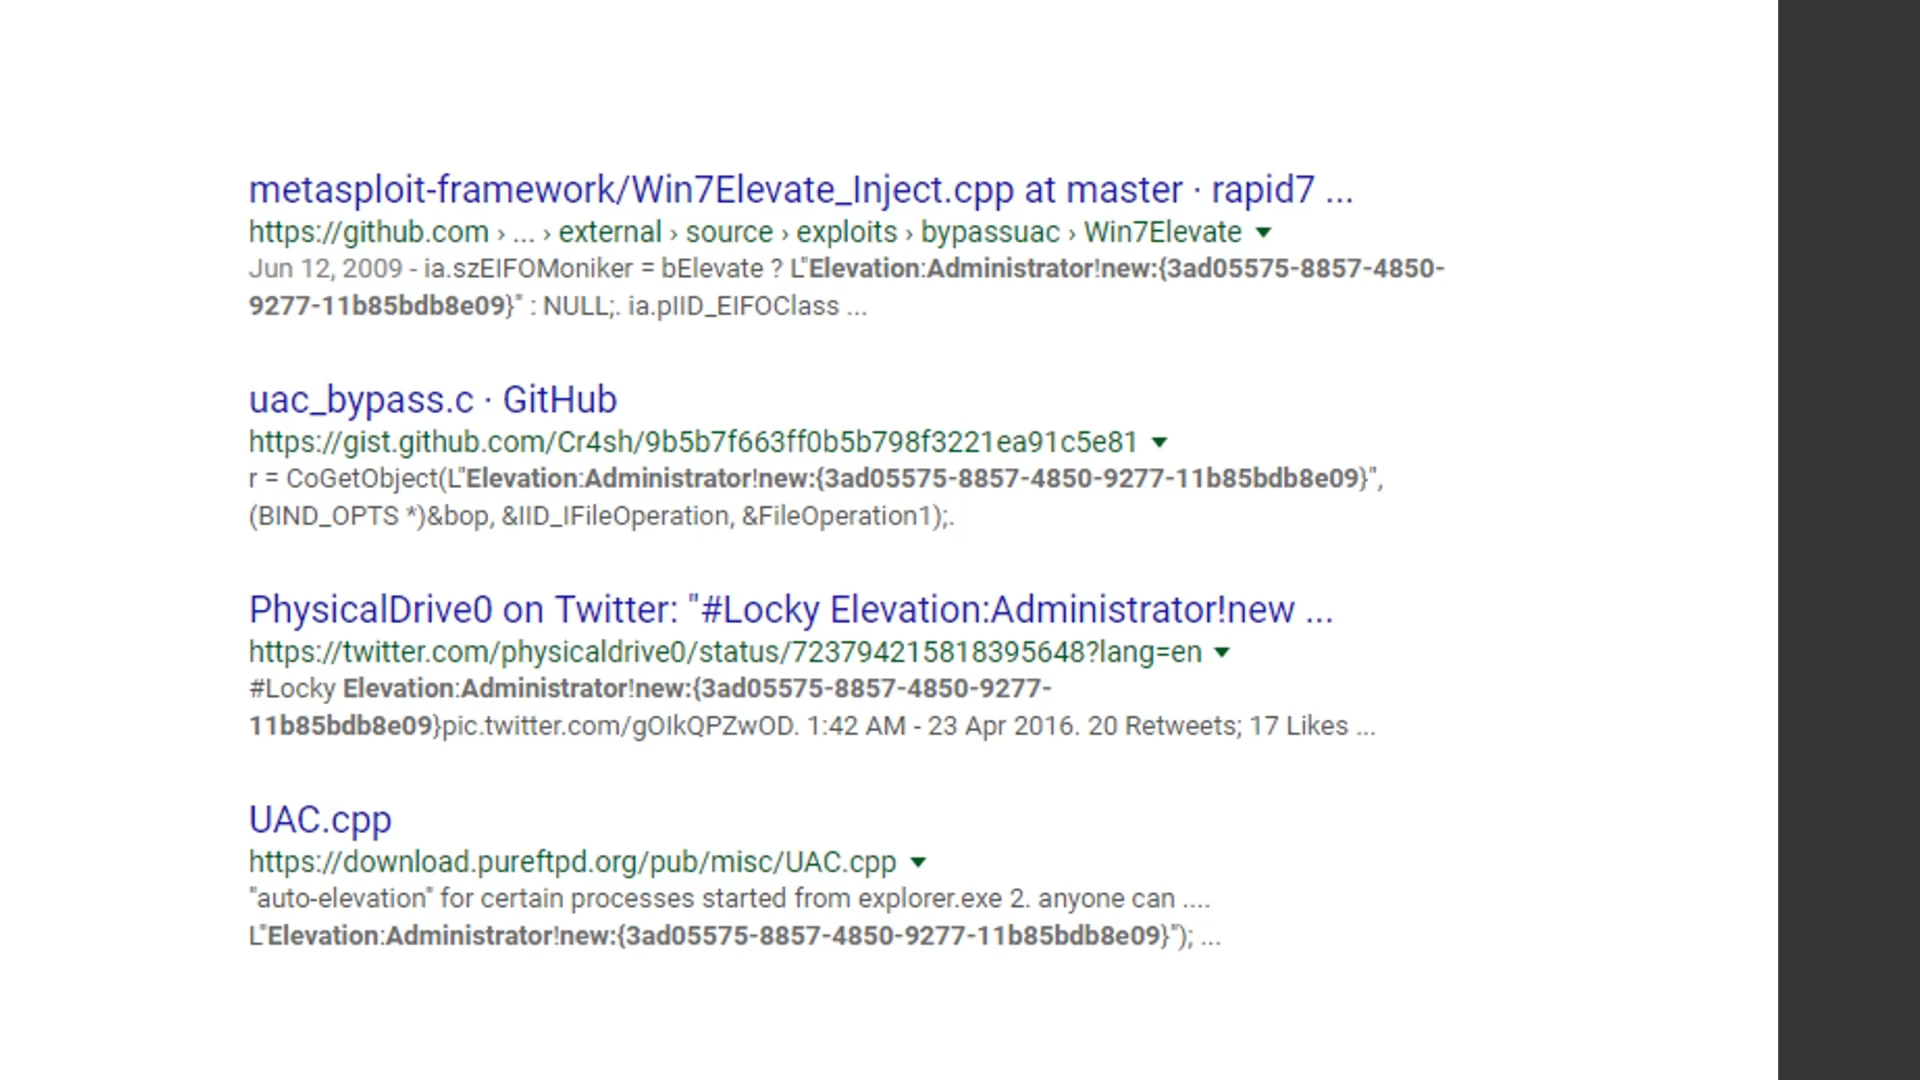 metasploit-framework/Win7Elevate_Inject.cpp at master · rapid7 ...
https://github.com › ... › external › source › exploits › bypassuac › Win7Elevate
Jun 12, 2009 - ia.szEIFOMoniker = bElevate ? L"Elevation:Administrator!new:{3ad05575-8857-4850-
9277-11b85bdb8e09}" : NULL;. ia.pIID_EIFOClass ...
uac_bypass.c · GitHub
https://gist.github.com/Cr4sh/9b5b7f663ff0b5b798f3221ea91c5e81
r = CoGetObject(L"Elevation:Administrator!new:{3ad05575-8857-4850-9277-11b85bdb8e09}",
(BIND_OPTS *)&bop, &IID_IFileOperation, &FileOperation1);.
PhysicalDrive0 on Twitter: "#Locky Elevation:Administrator!new ...
https://twitter.com/physicaldrive0/status/723794215818395648?lang=en
#Locky Elevation:Administrator!new:{3ad05575-8857-4850-9277-
11b85bdb8e09}pic.twitter.com/gOIkQPZwOD. 1:42 AM - 23 Apr 2016. 20 Retweets; 17 Likes ...
UAC.cpp
https://download.pureftpd.org/pub/misc/UAC.cpp
"auto-elevation" for certain processes started from explorer.exe 2. anyone can ....
L"Elevation:Administrator!new:{3ad05575-8857-4850-9277-11b85bdb8e09}"); ...